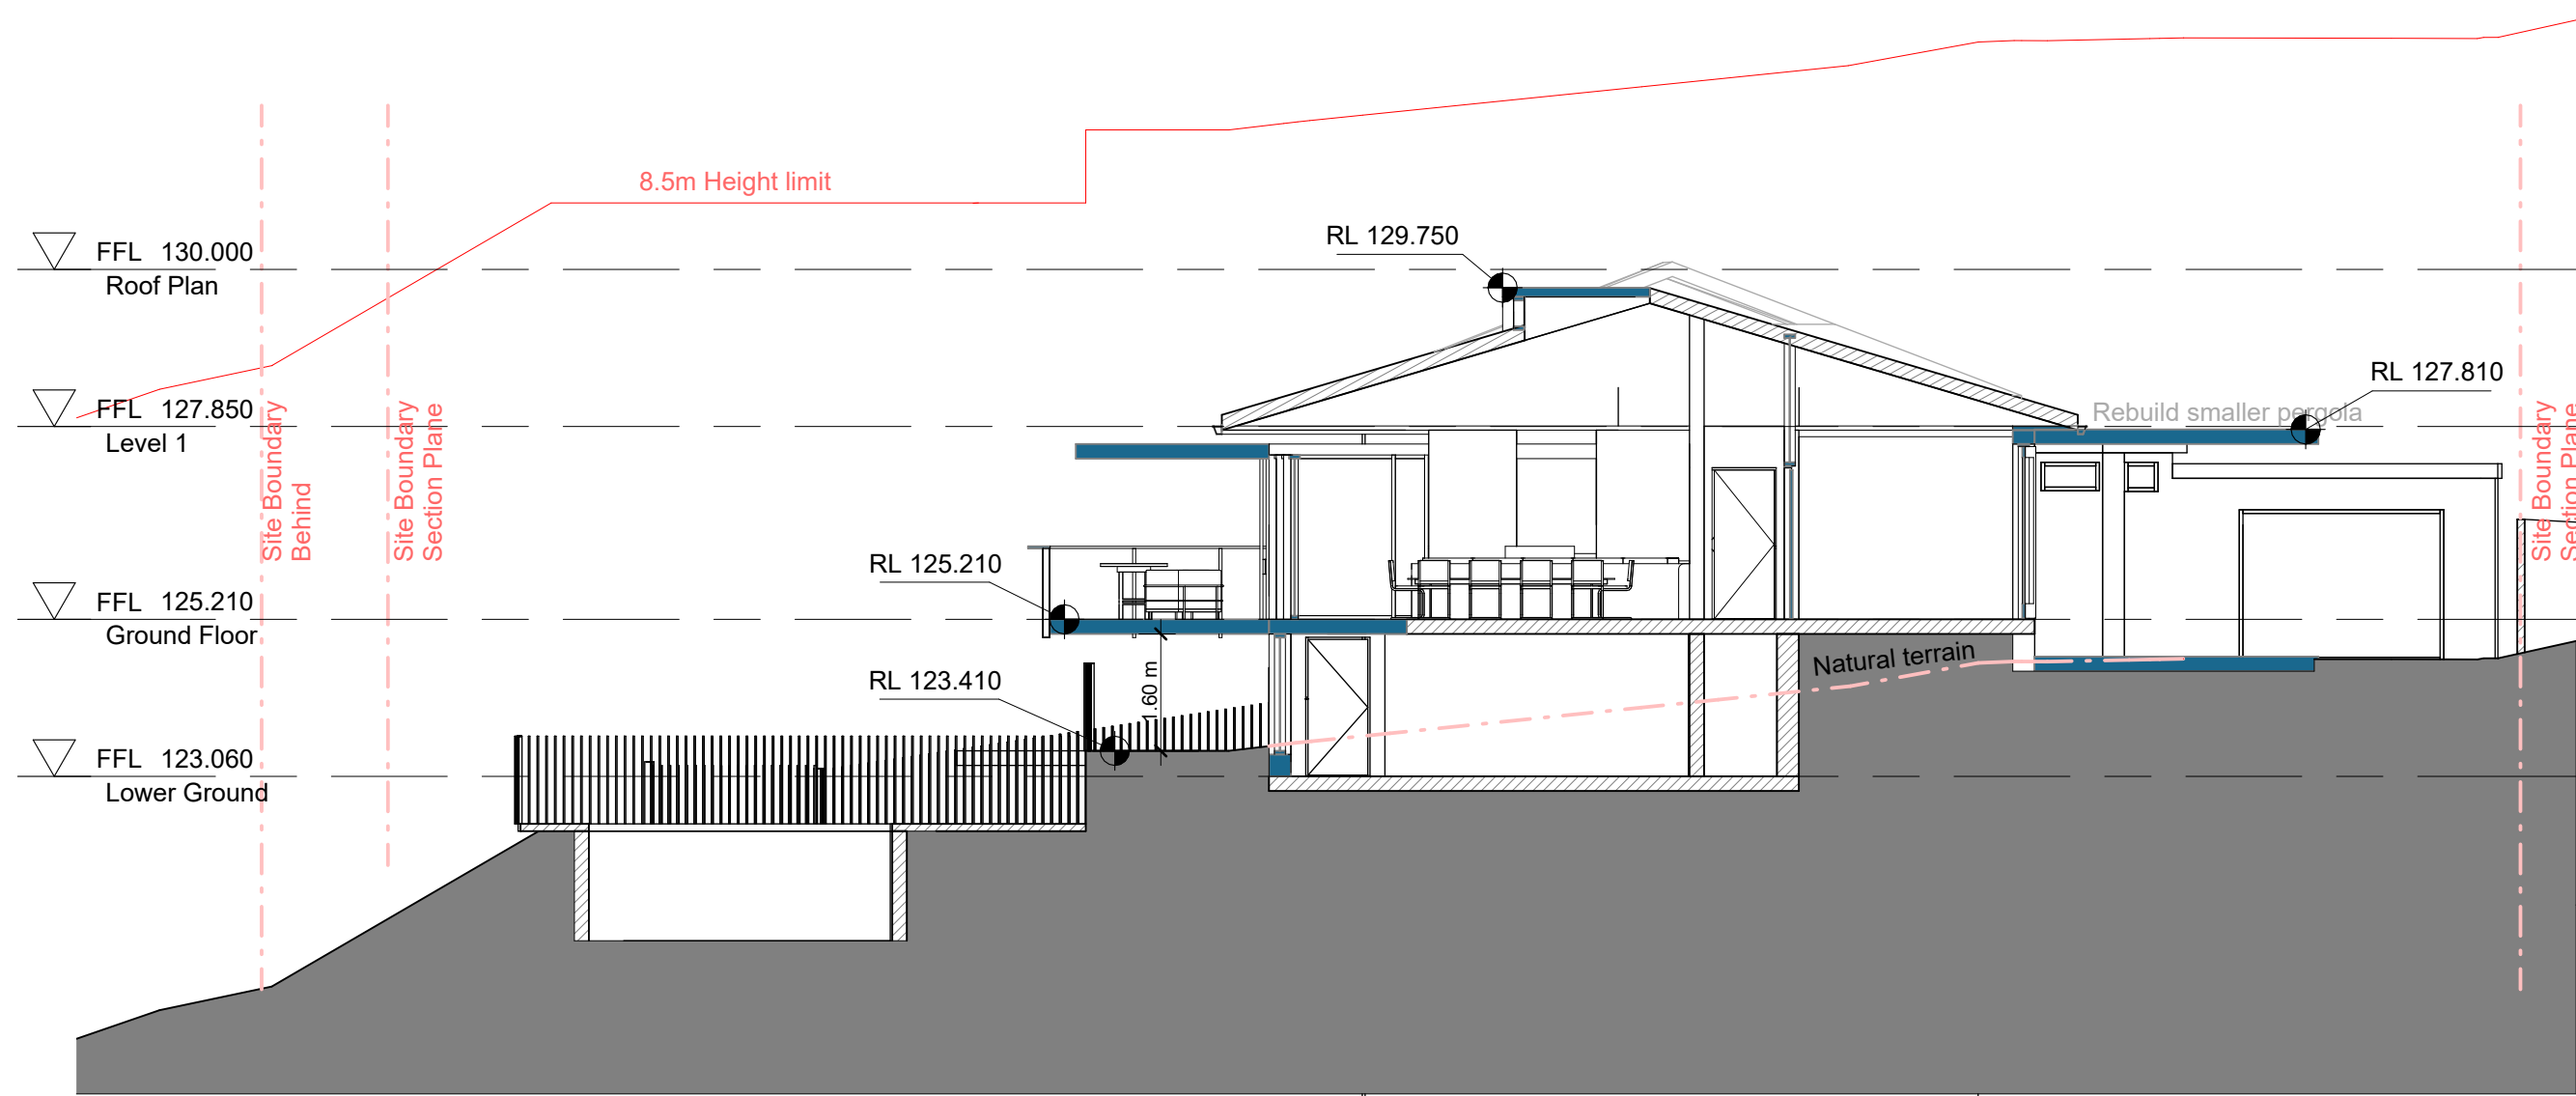 8.5m Height limit
FFL 130.000
Roof Plan
RL 129.750
RL 127.810
FFL 127.850
Level 1
Rebuild smaller pergola
Site Boundary
Behind
Site Boundary
Section Plane
Site Boundary
Section Plane
RL 125.210
FFL 125.210
Ground Floor
Natural terrain
RL 123.410
1.60 m
FFL 123.060
Lower Ground